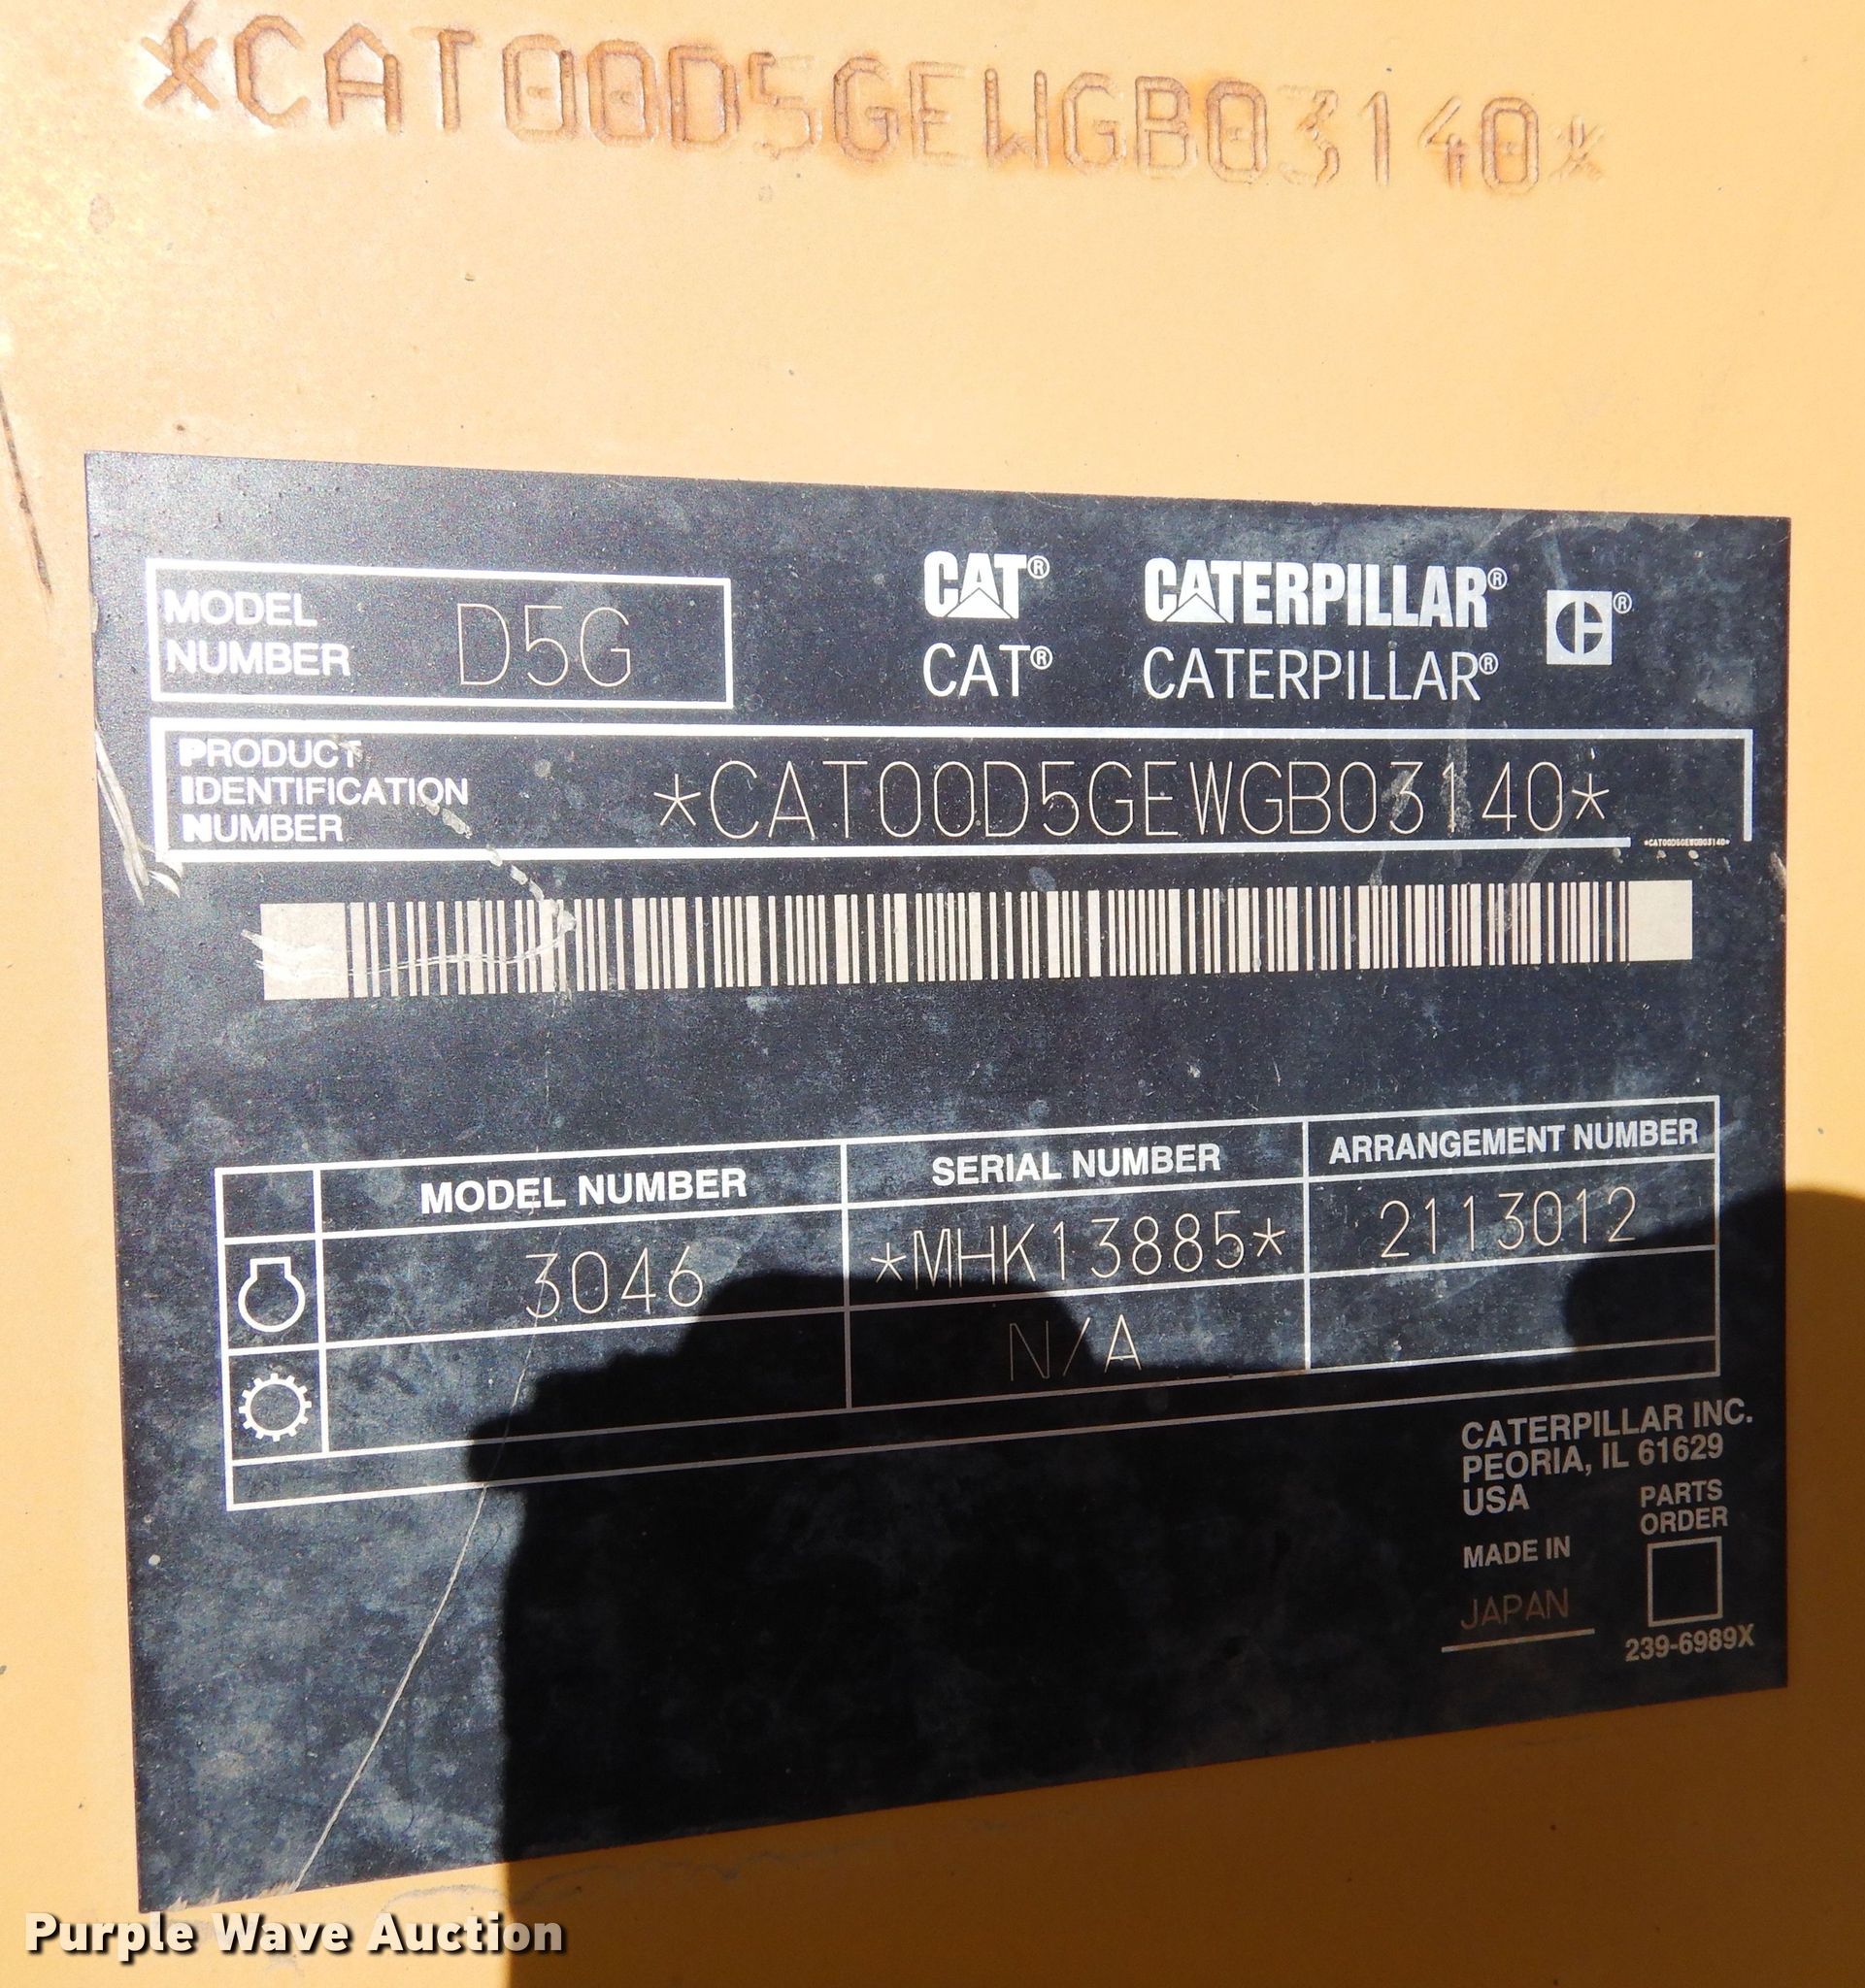 *CAT00D5GEWGB03140*
MODEL NUMBER D5G
CAT® CATERPILLAR® ®
CAT® CATERPILLAR®
PRODUCT
IDENTIFICATION
NUMBER
*CAT00D5GEWGB03140*
*CAT00D5GEWGB03140*
MODEL NUMBER SERIAL NUMBER ARRANGEMENT NUMBER
3046 *MHK13885* 2113012
N/A
CATERPILLAR INC.
PEORIA, IL 61629
USA
PARTS
ORDER
MADE IN
JAPAN
239-6989X
Purple Wave Auction